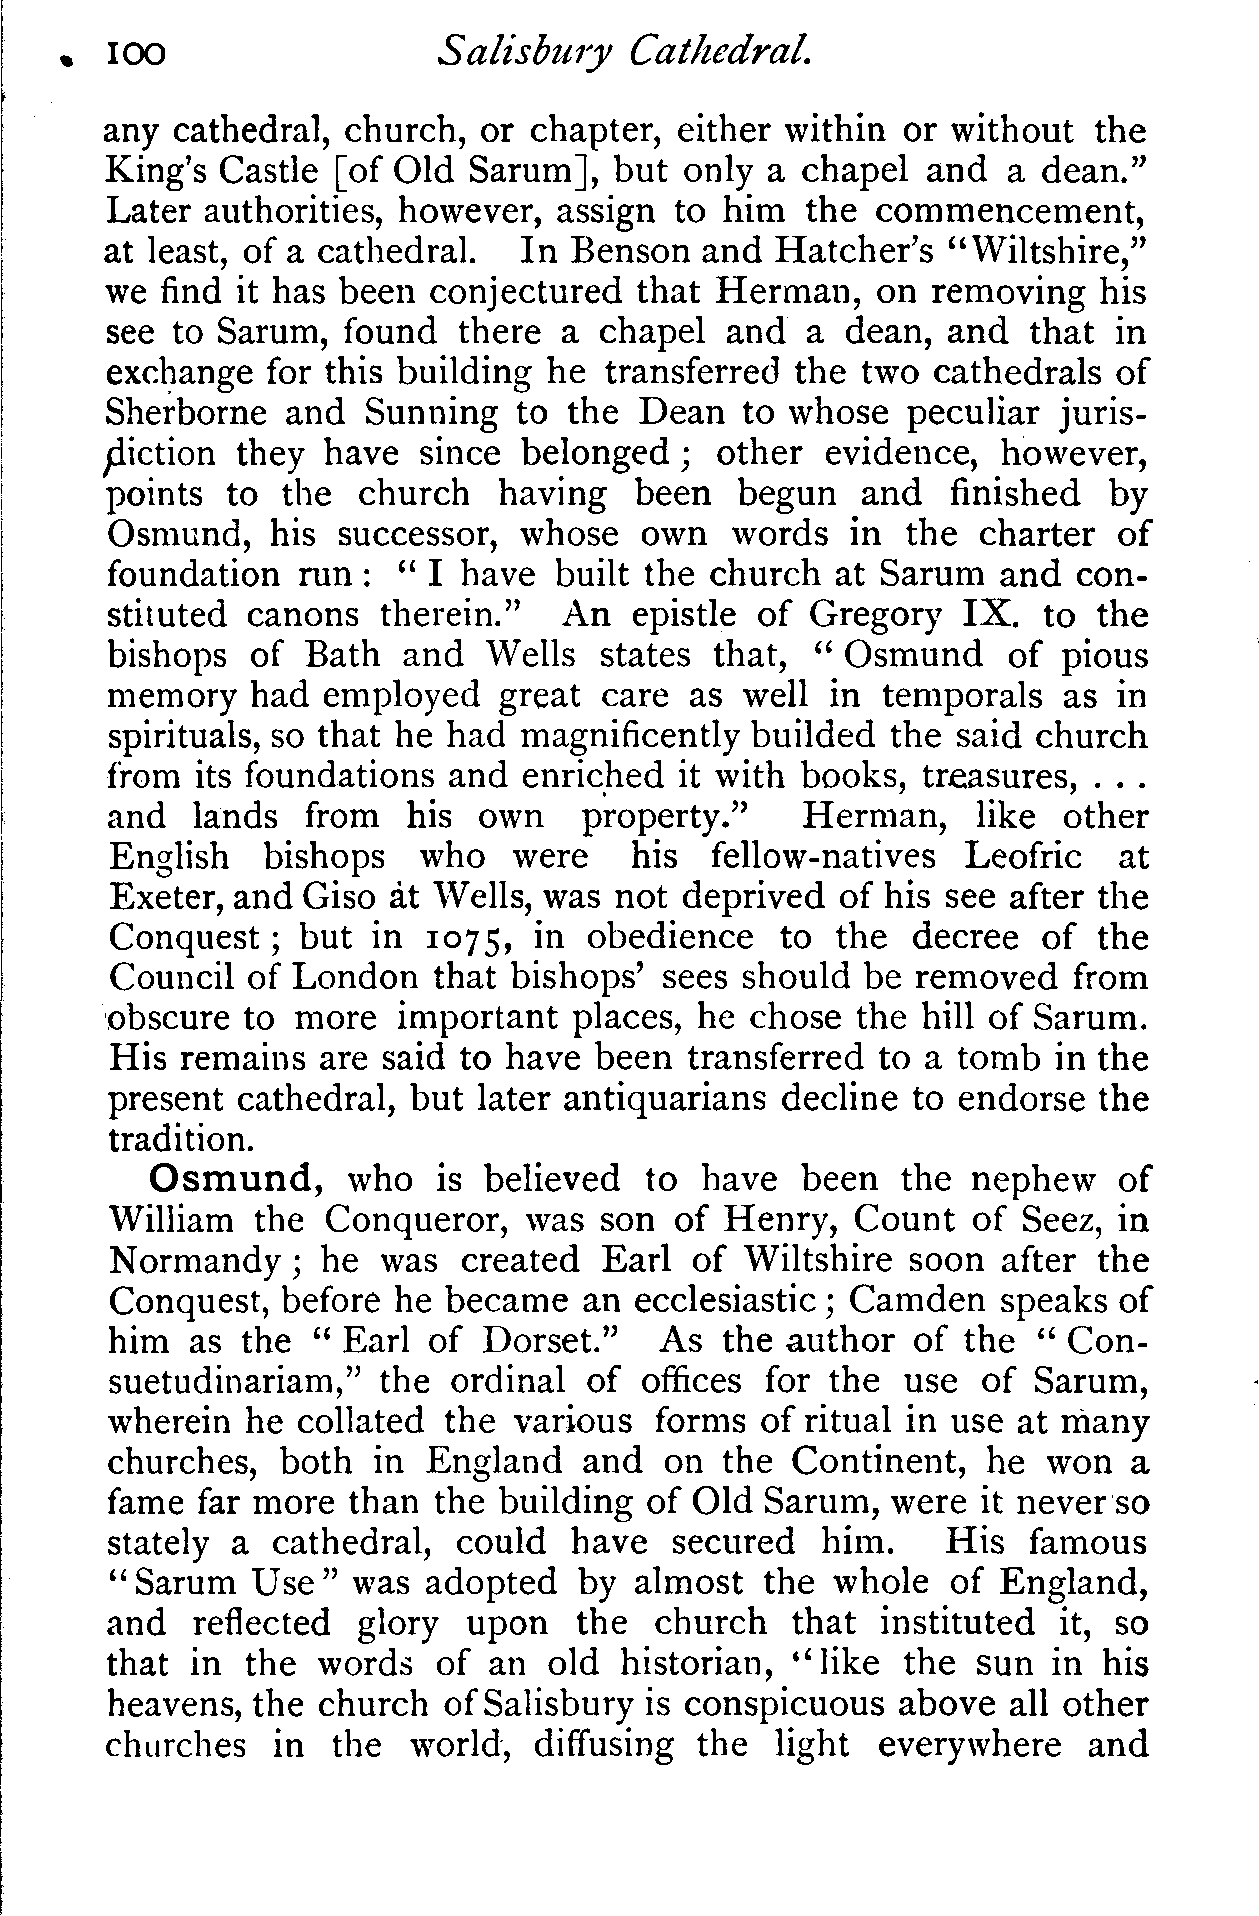 100 Salisbury Cathedral.
any cathedral, church, or chapter, either within or without the
King's Castle [of Old Sarum], but only a chapel and a dean."
Later authorities, however, assign to him the commencement,
at least, of a cathedral. In Benson and Hatcher's "Wiltshire,"
we find it has been conjectured that Herman, on removing his
see to Sarum, found there a chapel and a dean, and that in
exchange for this building he transferred the two cathedrals of
Sherborne and Sunning to the Dean to whose peculiar juris-
diction they have since belonged; other evidence, however,
points to the church having been begun and finished by
Osmund, his successor, whose own words in the charter of
foundation run: "I have built the church at Sarum and con-
stituted canons therein." An epistle of Gregory IX. to the
bishops of Bath and Wells states that, "Osmund of pious
memory had employed great care as well in temporals as in
spirituals, so that he had magnificently builded the said church
from its foundations and enriched it with books, treasures, . . .
and lands from his own property." Herman, like other
English bishops who were his fellow-natives Leofric at
Exeter, and Giso at Wells, was not deprived of his see after the
Conquest; but in 1075, in obedience to the decree of the
Council of London that bishops' sees should be removed from
obscure to more important places, he chose the hill of Sarum.
His remains are said to have been transferred to a tomb in the
present cathedral, but later antiquarians decline to endorse the
tradition.
Osmund, who is believed to have been the nephew of
William the Conqueror, was son of Henry, Count of Seez, in
Normandy; he was created Earl of Wiltshire soon after the
Conquest, before he became an ecclesiastic; Camden speaks of
him as the "Earl of Dorset." As the author of the "Con-
suetudinariam," the ordinal of offices for the use of Sarum,
wherein he collated the various forms of ritual in use at many
churches, both in England and on the Continent, he won a
fame far more than the building of Old Sarum, were it never so
stately a cathedral, could have secured him. His famous
"Sarum Use" was adopted by almost the whole of England,
and reflected glory upon the church that instituted it, so
that in the words of an old historian, "like the sun in his
heavens, the church of Salisbury is conspicuous above all other
churches in the world, diffusing the light everywhere and